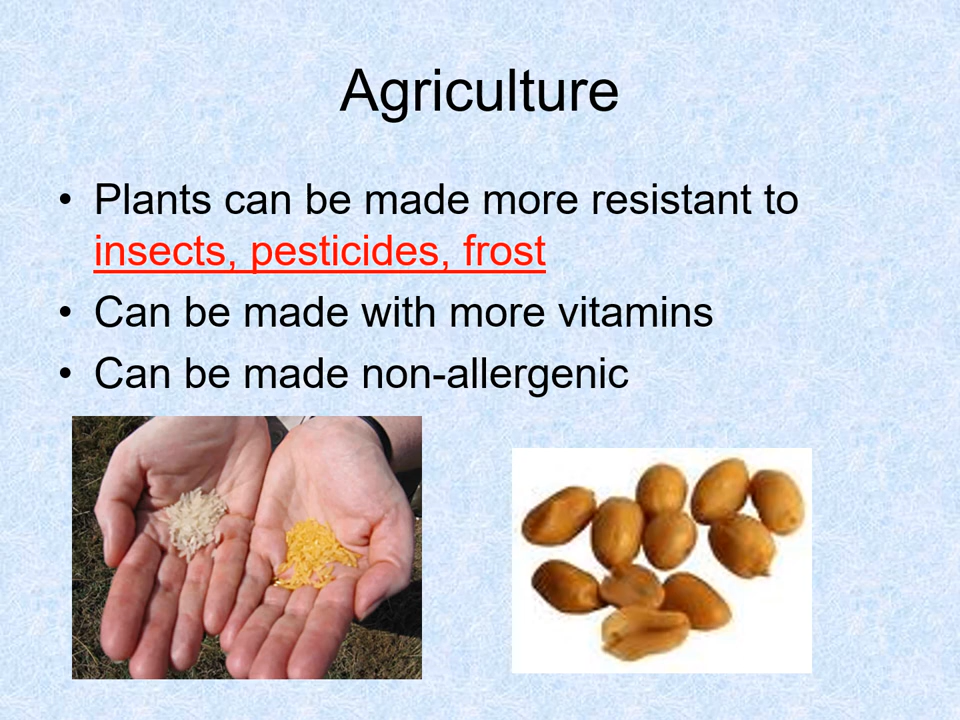 Agriculture
• Plants can be made more resistant to
insects, pesticides, frost
• Can be made with more vitamins
• Can be made non-allergenic